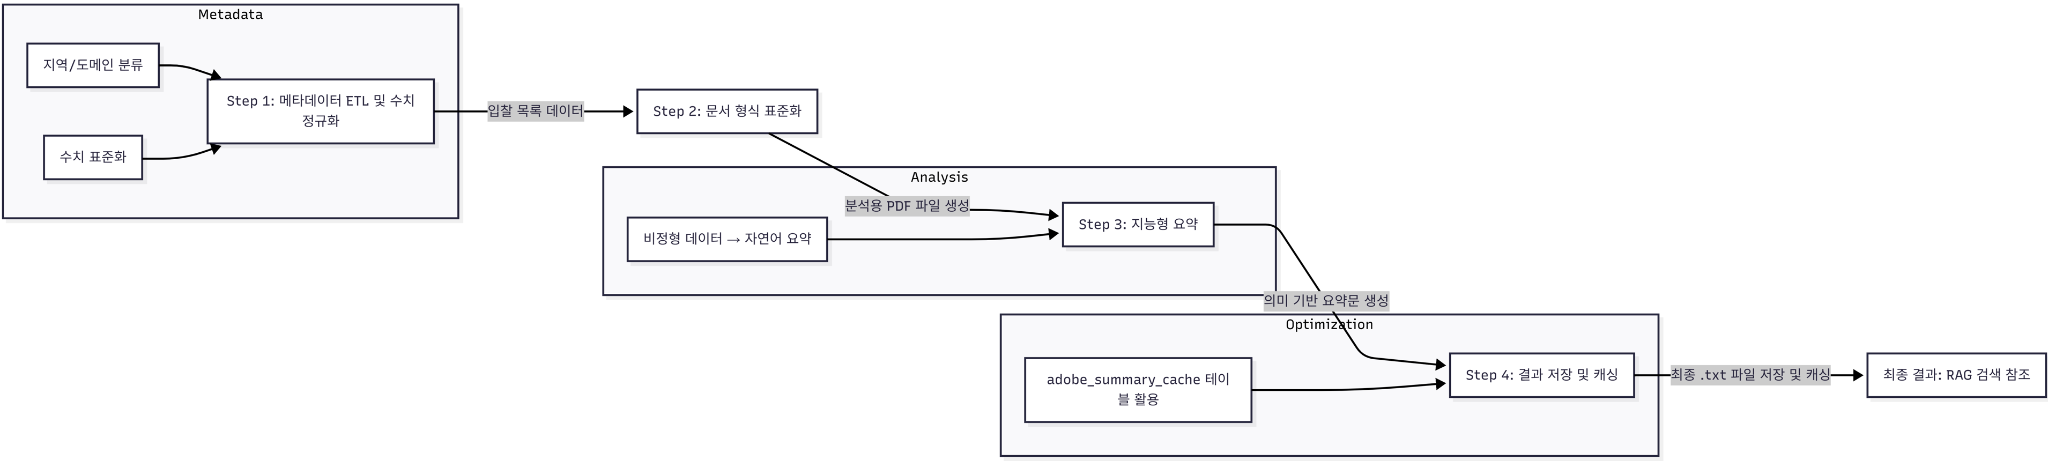 Metadata
지역/도메인 분류
수치 표준화
Step 1: 메타데이터 ETL 및 수치
정규화
입찰 목록 데이터
Step 2: 문서 형식 표준화
Analysis
분석용 PDF 파일 생성
비정형 데이터 → 자연어 요약
Step 3: 지능형 요약
의미 기반 요약문 생성
Optimization
adobe_summary_cache 테이
블 활용
Step 4: 결과 저장 및 캐싱
최종 .txt 파일 저장 및 캐싱
최종 결과: RAG 검색 참조